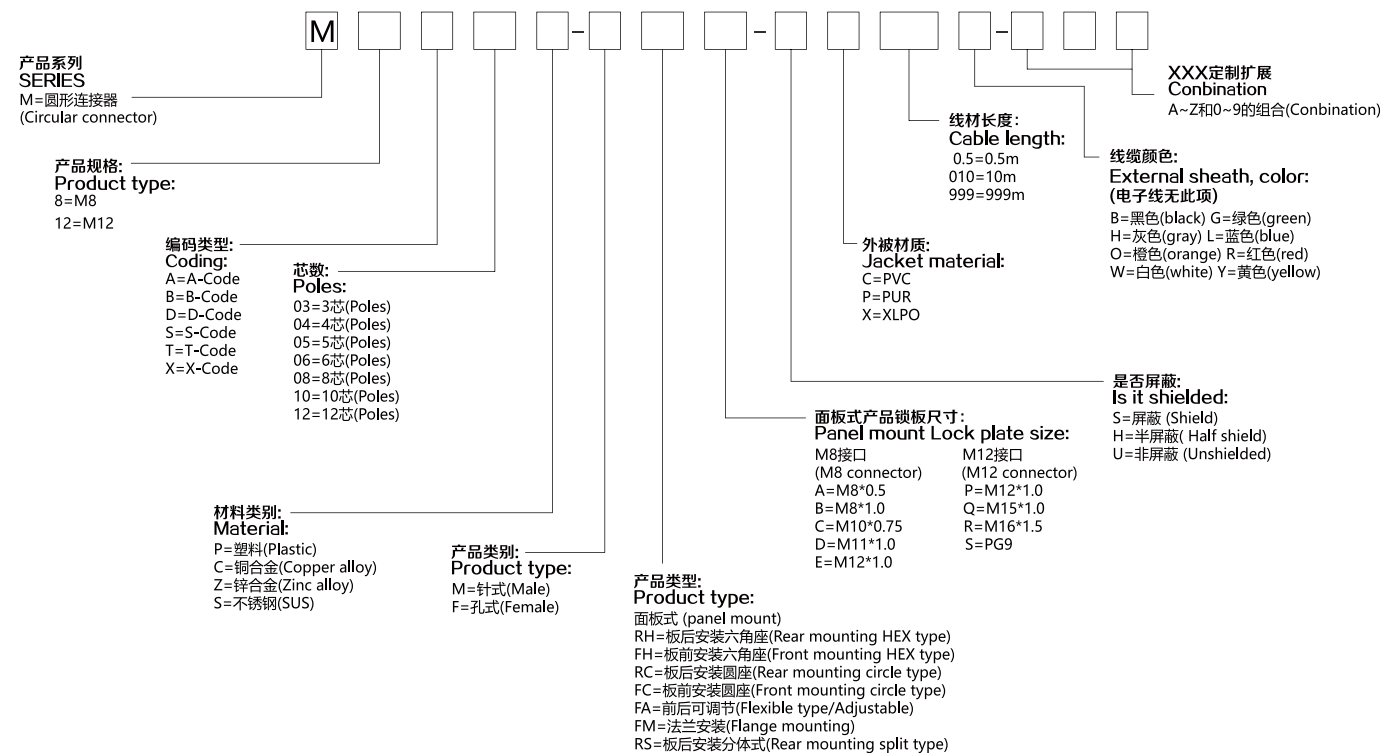 M - - -
产品系列
SERIES
M=圆形连接器
(Circular connector)
产品规格:
Product type:
8=M8
12=M12
编码类型:
Coding:
A=A-Code
B=B-Code
D=D-Code
S=S-Code
T=T-Code
X=X-Code
芯数:
Poles:
03=3芯(Poles)
04=4芯(Poles)
05=5芯(Poles)
06=6芯(Poles)
08=8芯(Poles)
10=10芯(Poles)
12=12芯(Poles)
材料类别:
Material:
P=塑料(Plastic)
C=铜合金(Copper alloy)
Z=锌合金(Zinc alloy)
S=不锈钢(SUS)
产品类别:
Product type:
M=针式(Male)
F=孔式(Female)
产品类型:
Product type:
面板式 (panel mount)
RH=板后安装六角座(Rear mounting HEX type)
FH=板前安装六角座(Front mounting HEX type)
RC=板后安装圆座(Rear mounting circle type)
FC=板前安装圆座(Front mounting circle type)
FA=前后可调节(Flexible type/Adjustable)
FM=法兰安装(Flange mounting)
RS=板后安装分体式(Rear mounting split type)
面板式产品锁板尺寸:
Panel mount Lock plate size:
M8接口
(M8 connector)
A=M8*0.5
B=M8*1.0
C=M10*0.75
D=M11*1.0
E=M12*1.0
M12接口
(M12 connector)
P=M12*1.0
Q=M15*1.0
R=M16*1.5
S=PG9
是否屏蔽:
Is it shielded:
S=屏蔽 (Shield)
H=半屏蔽( Half shield)
U=非屏蔽 (Unshielded)
外被材质:
Jacket material:
C=PVC
P=PUR
X=XLPO
线材长度:
Cable length:
0.5=0.5m
010=10m
999=999m
线缆颜色:
External sheath, color:
(电子线无此项)
B=黑色(black) G=绿色(green)
H=灰色(gray) L=蓝色(blue)
O=橙色(orange) R=红色(red)
W=白色(white) Y=黄色(yellow)
XXX定制扩展
Conbination
A~Z和0~9的组合(Conbination)